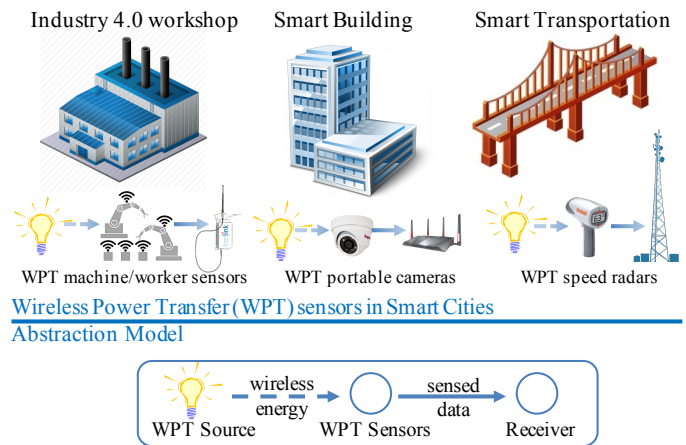 Industry 4.0 workshop
Smart Building
Smart Transportation
WPT machine/worker sensors
WPT portable cameras
WPT speed radars
Wireless Power Transfer (WPT) sensors in Smart Cities
Abstraction Model
wireless
energy
sensed
data
WPT Source
WPT Sensors
Receiver